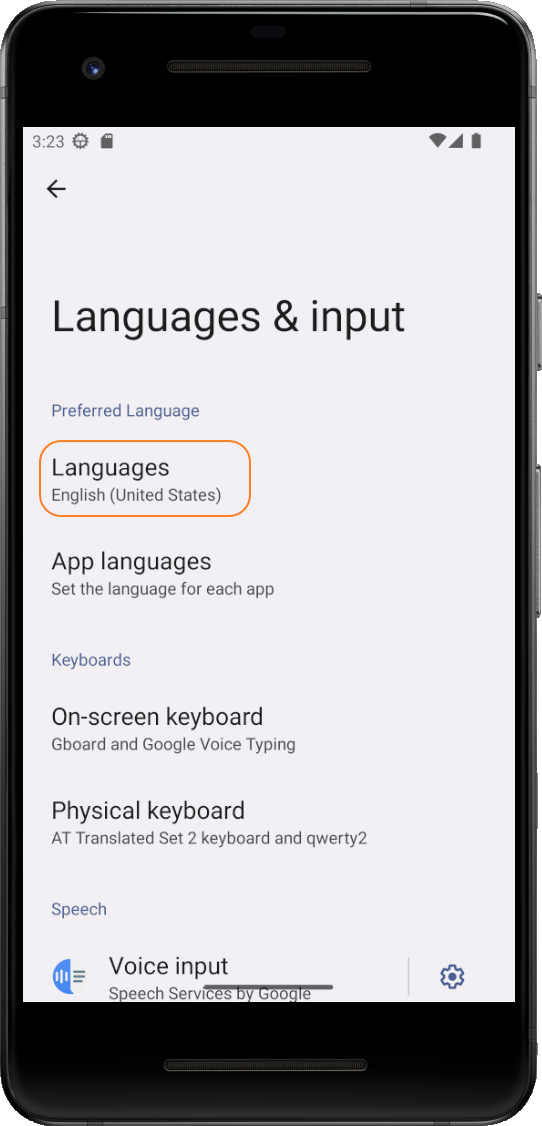 3:23
Languages & input
Preferred Language
Languages
English (United States)
App languages
Set the language for each app
Keyboards
On-screen keyboard
Gboard and Google Voice Typing
Physical keyboard
AT Translated Set 2 keyboard and qwerty2
Speech
Voice input
Speech Services by Google